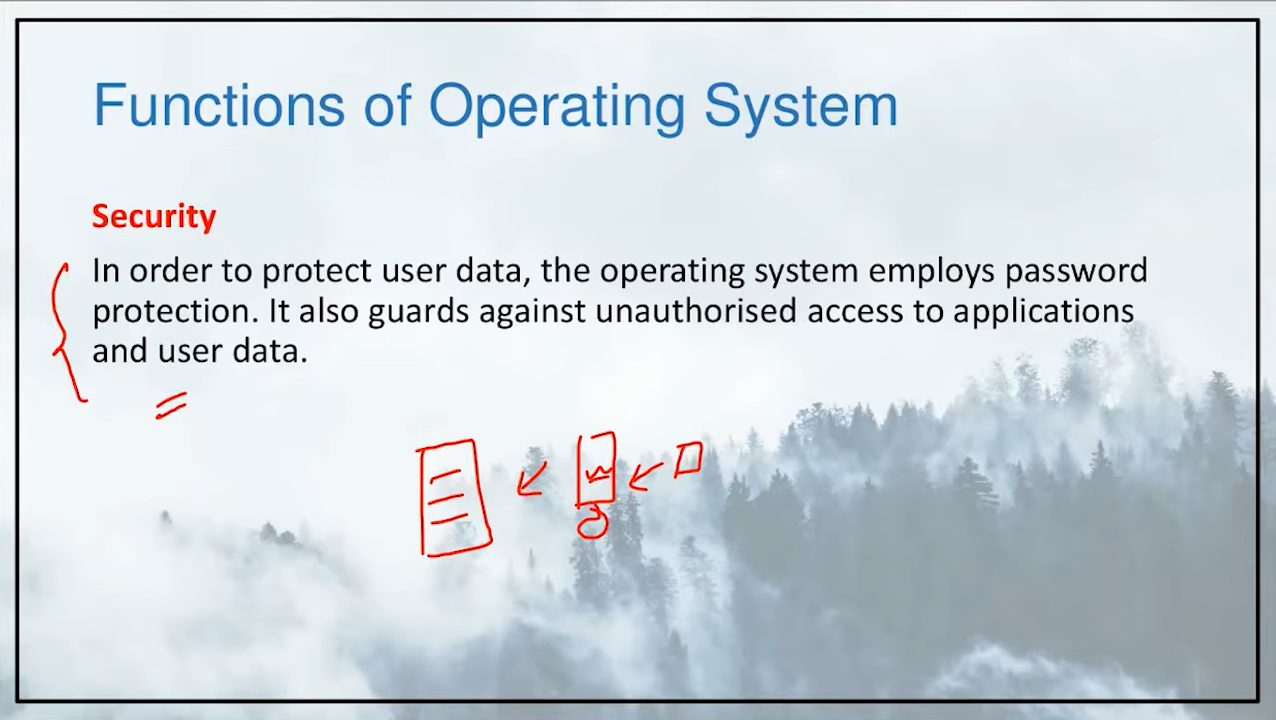 Functions of Operating System
Security
In order to protect user data, the operating system employs password
protection. It also guards against unauthorised access to applications
and user data.